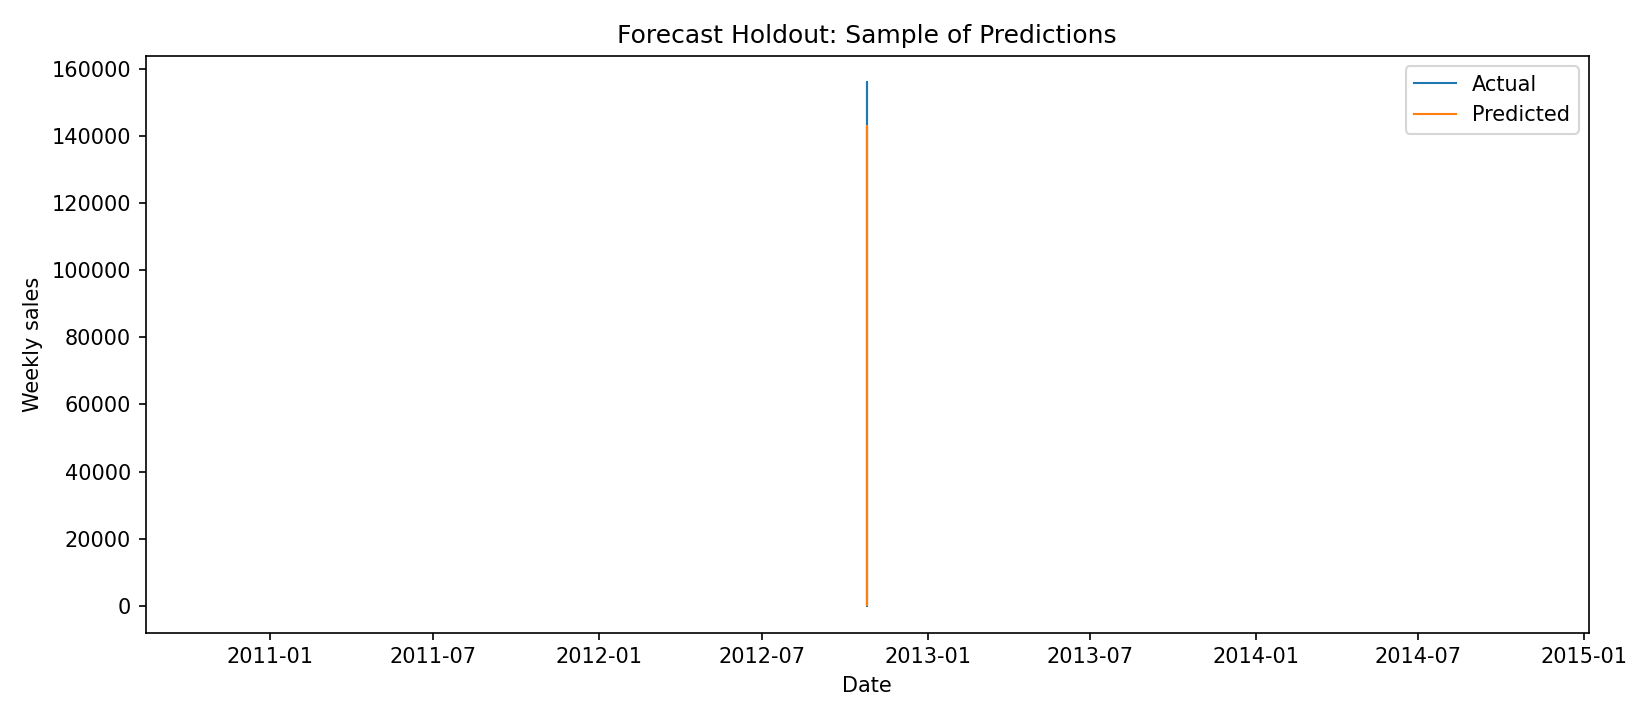 Forecast Holdout: Sample of Predictions
Actual
Predicted
160000
140000
120000
100000
80000
60000
40000
20000
0
Weekly sales
2011-01 2011-07 2012-01 2012-07 2013-01 2013-07 2014-01 2014-07 2015-01
Date